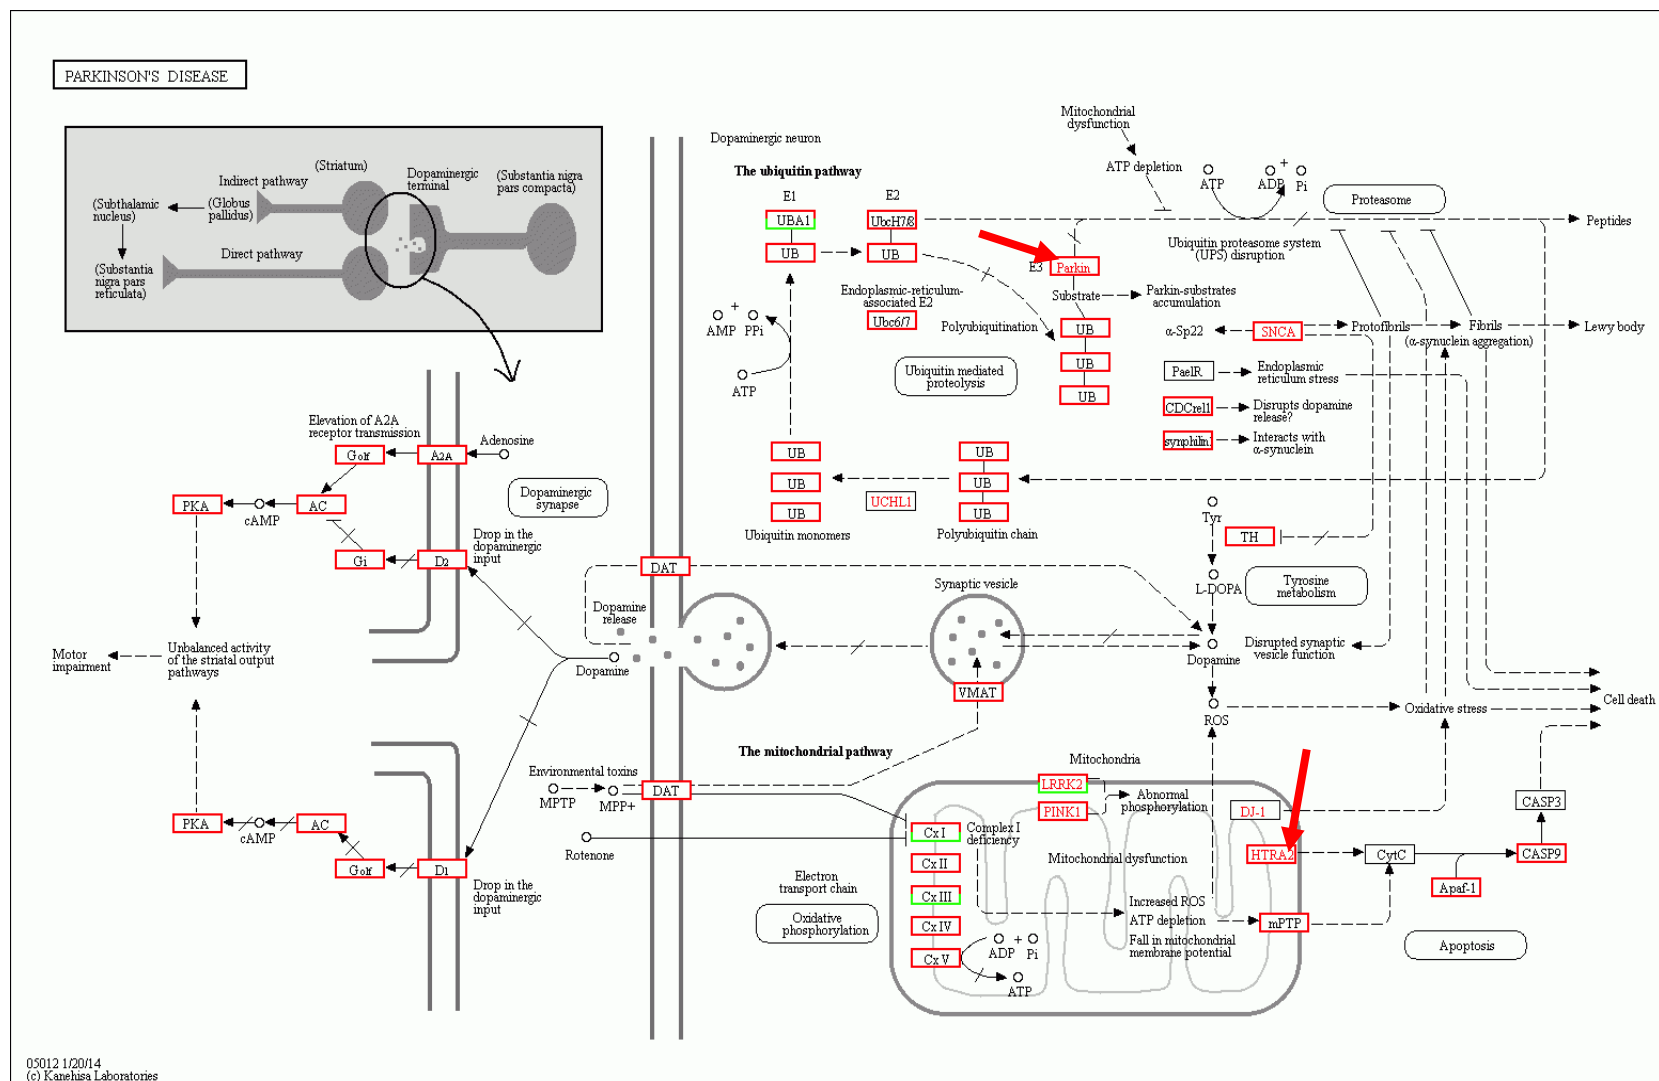 PARKINSON'S DISEASE
(Striatum)
Indirect pathway
Dopaminergic
terminal
(Substantia nigra
pars compacta)
(Subthalamic
nucleus)
(Globus
pallidus)
Direct pathway
(Substantia
nigra pars
reticulata)
Dopaminergic neuron
The ubiquitin pathway
E1
E2
UBA1
UbcH7/8
UB
UB
Mitochondrial
dysfunction
ATP depletion
ATP
ADP
+
Pi
Proteasome
Peptides
Ubiquitin proteasome system
(UPS) disruption
E3
Parkin
Substrate
Parkin-substrates
accumulation
Endoplasmic-reticulum-
associated E2
Ubc6/7
Polyubiquitination
UB
UB
UB
AMP
+
PPi
ATP
Ubiquitin mediated
proteolysis
α-Sp22
SNCA
Protofibrils
Fibrils
(α-synuclein aggregation)
Lewy body
PaelR
Endoplasmic
reticulum stress
CDCrel1
Disrupts dopamine
release?
synphilin1
Interacts with
α-synuclein
Elevation of A2A
receptor transmission
Golf
A2A
Adenosine
PKA
cAMP
AC
Gi
D2
Drop in the
dopaminergic
input
Dopaminergic
synapse
UB
UB
UB
Ubiquitin monomers
UCHL1
UB
UB
UB
Polyubiquitin chain
Tyr
TH
L-DOPA
Tyrosine
metabolism
DAT
Dopamine
release
Synaptic vesicle
Dopamine
Dopamine
Disrupted synaptic
vesicle function
VMAT
Motor
impairment
Unbalanced activity
of the striatal output
pathways
ROS
Oxidative stress
Cell death
The mitochondrial pathway
Environmental toxins
MPTP
MPP+
DAT
Rotenone
PKA
cAMP
AC
Golf
D1
Drop in the
dopaminergic
input
Mitochondria
LRRK2
PINK1
Abnormal
phosphorylation
DJ-1
HTRA2
CytC
CASP3
CASP9
Apaf-1
Cx I
Complex I
deficiency
Cx II
Cx III
Cx IV
Cx V
Mitochondrial dysfunction
Electron
transport chain
Oxidative
phosphorylation
Increased ROS
ATP depletion
Fall in mitochondrial
membrane potential
mPTP
ADP
+
Pi
ATP
Apoptosis
05012 1/20/14
(c) Kanehisa Laboratories